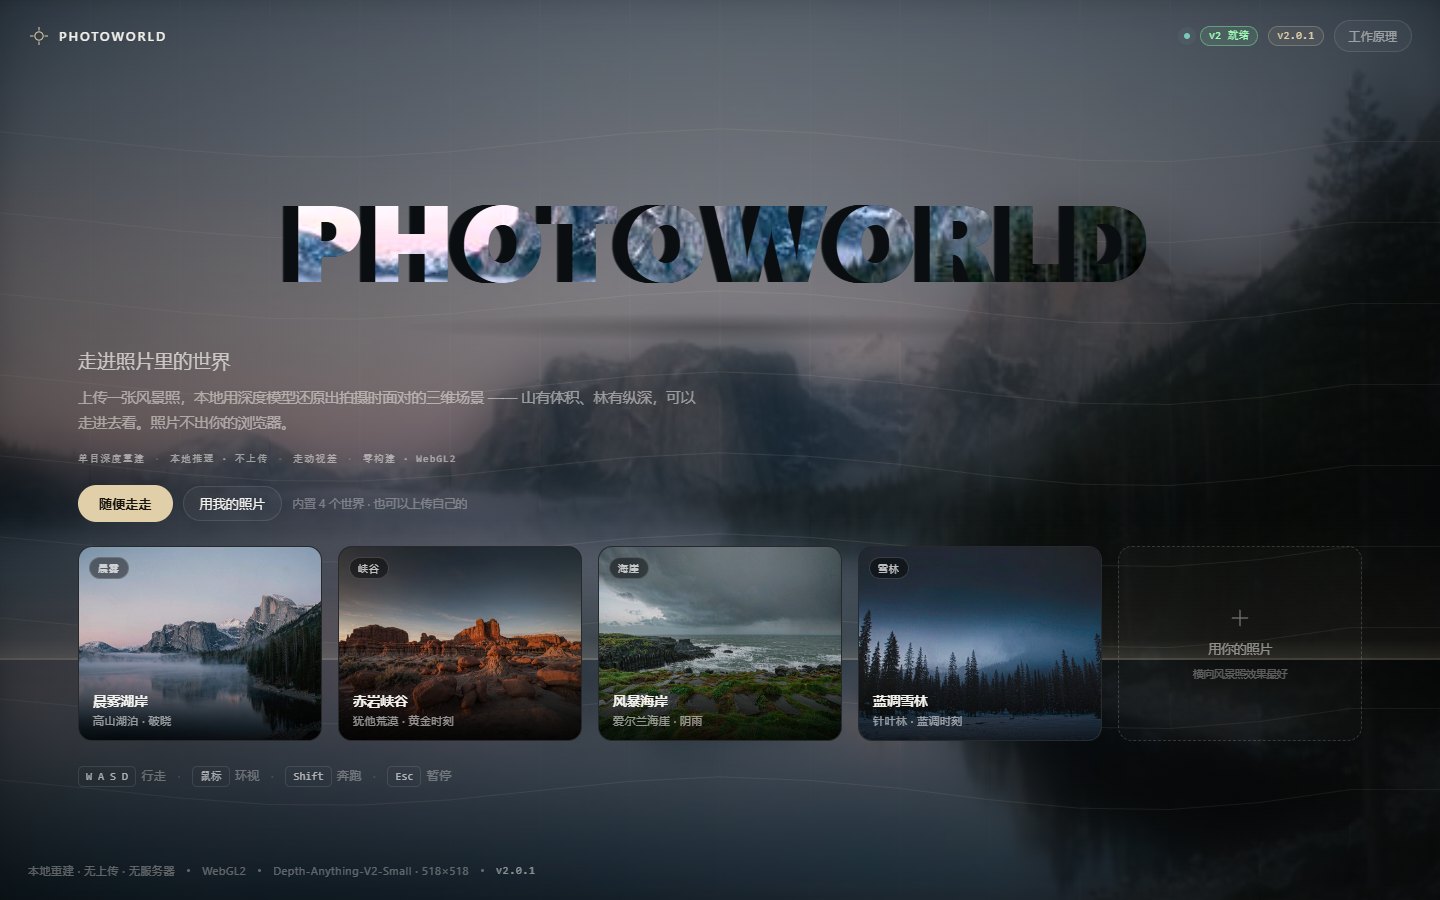 PHOTOWORLD
v2 就绪
v2.0.1
工作原理
PHOTOWORLD
走进照片里的世界
上传一张风景照，本地用深度模型还原出拍摄时面对的三维场景 —— 山有体积、林有纵深，可以
走进去看。照片不出你的浏览器。
单目深度重建 · 本地推理 · 不上传 · 走动视差 · 零构建 · WebGL2
随便走走
用我的照片
内置 4 个世界 · 也可以上传自己的
晨雾
晨雾湖岸
高山湖泊 · 破晓
峡谷
赤岩峡谷
犹他荒漠 · 黄金时刻
海崖
风暴海岸
爱尔兰海崖 · 阴雨
雪林
蓝调雪林
针叶林 · 蓝调时刻
用你的照片
横向风景照效果最好
W A S D 行走 · 鼠标 环视 · Shift 奔跑 · Esc 暂停
本地重建 · 无上传 · 无服务器 • WebGL2 • Depth-Anything-V2-Small · 518×518 • v2.0.1